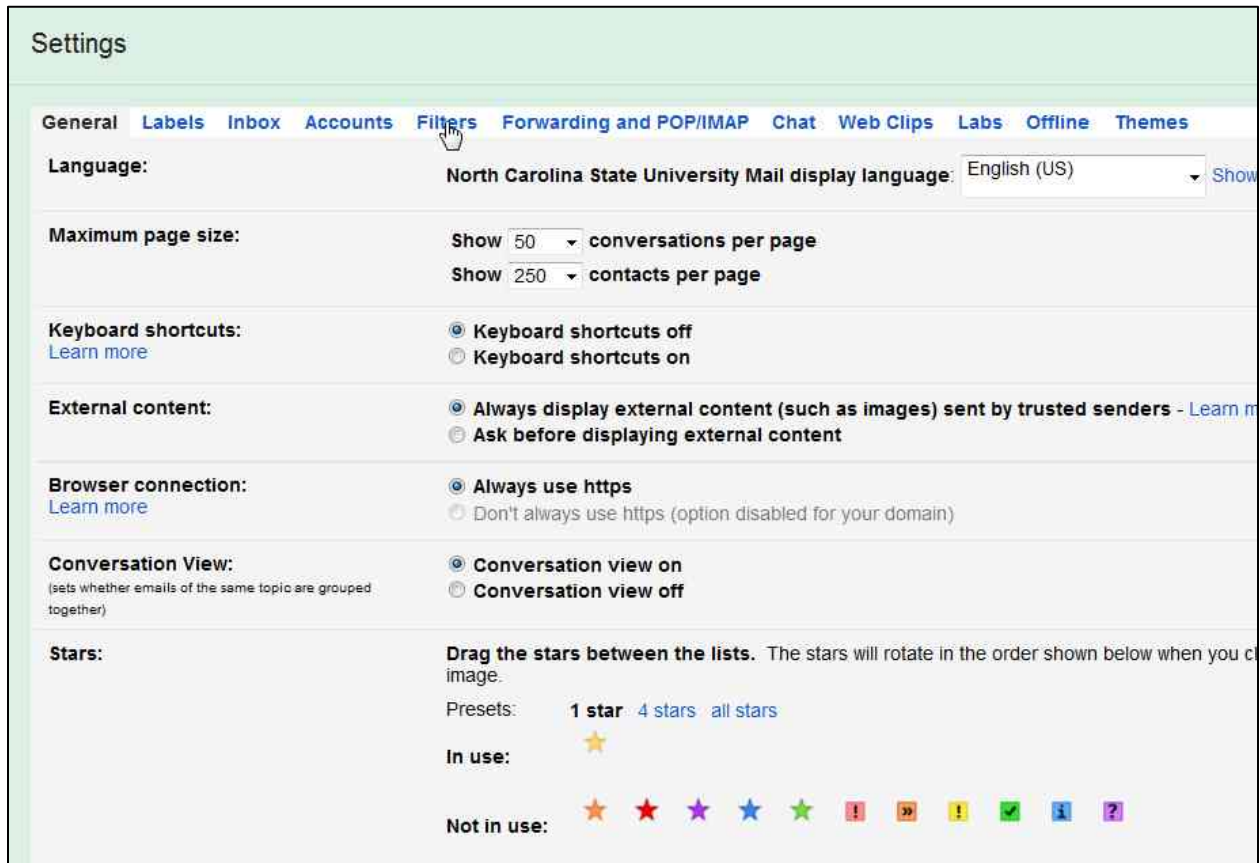 Settings
General Labels Inbox Accounts Filters Forwarding and POP/IMAP Chat Web Clips Labs Offline Themes
Language: North Carolina State University Mail display language: English (US) Show
Maximum page size: Show 50 conversations per page
Show 250 contacts per page
Keyboard shortcuts: Keyboard shortcuts off
Learn more Keyboard shortcuts on
External content: Always display external content (such as images) sent by trusted senders - Learn m
Ask before displaying external content
Browser connection: Always use https
Learn more Don't always use https (option disabled for your domain)
Conversation View: Conversation view on
(sets whether emails of the same topic are grouped Conversation view off
together)
Stars: Drag the stars between the lists. The stars will rotate in the order shown below when you cl
image.
Presets: 1 star 4 stars all stars
In use:
Not in use: ! » ! ✓ i ?